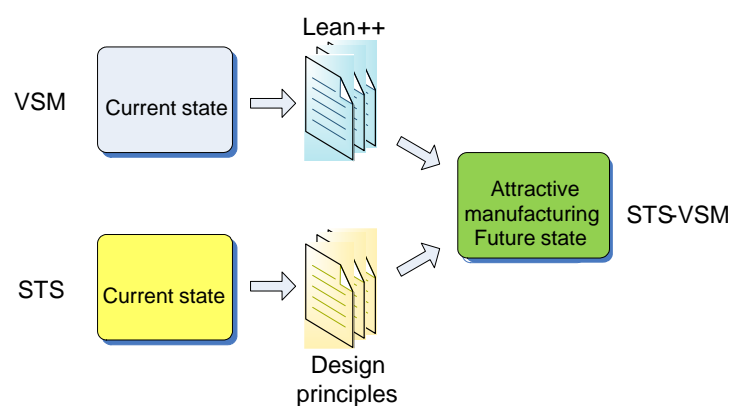 Lean++
VSM
Current state
Attractive
manufacturing
Future state
STS-VSM
STS
Current state
Design
principles